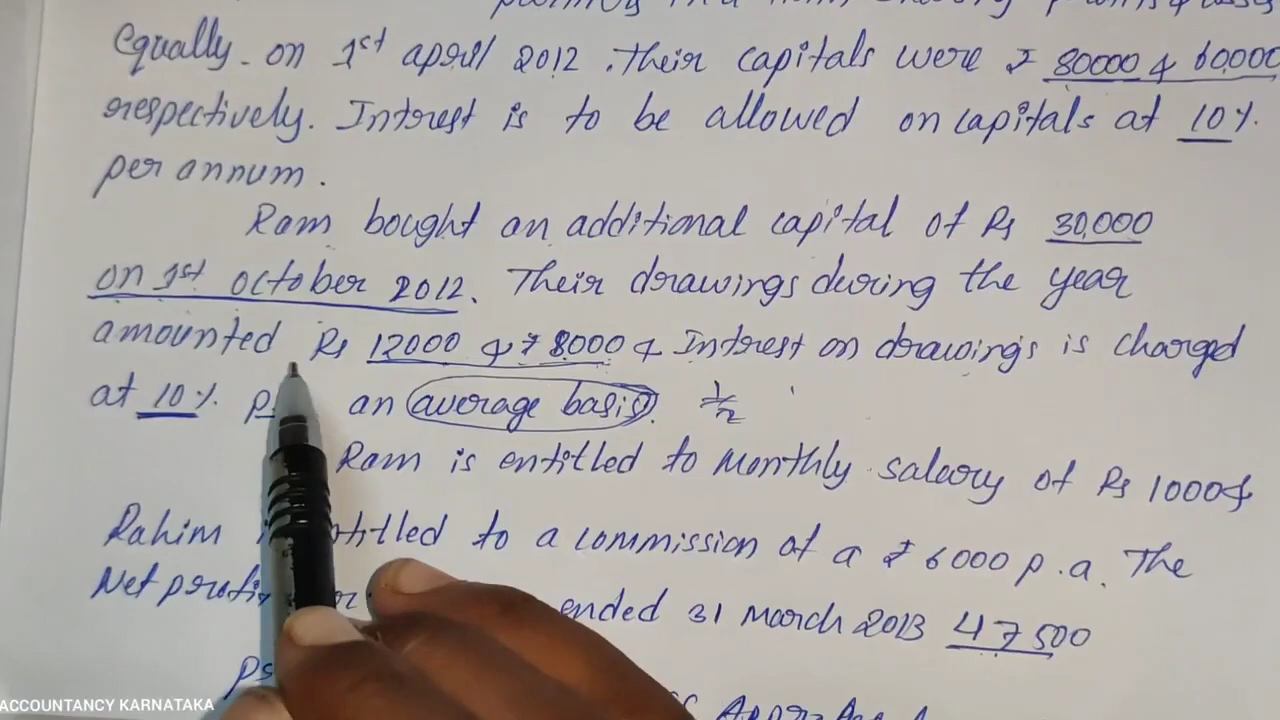 Equally. on 1st april 2012. Their capitals were ₹ 80000 & 60,000
respectively. Interest is to be allowed on capitals at 10%.
per annum.
Ram bought an additional capital of Rs 30,000
on 1st october 2012. Their drawings during the year
amounted Rs 12000 & ₹ 8000 & Interest on drawings is charged
at 10% an average basis. 1/2
Ram is entitled to monthly salary of Rs 1000 &
Rahim to a commission of a ₹ 6000 p.a. The
Net ended 31 March 2013 47500
ACCOUNTANCY KARNATAKA